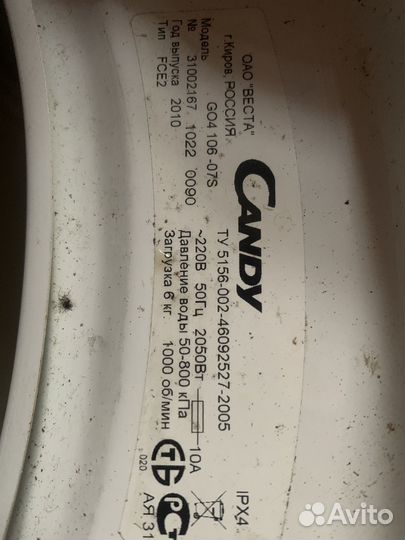 ОАО "ВЕСТА"
г.Киров, РОССИЯ
Модель GO4 106 -07S
№ 31002167 1022 0090
Год выпуска 2010
Тип FCE2
CANDY
ТУ 5156-002-46092527-2005
~220В 50Гц 2050Вт 10А
Давление воды 50-800 кПа
Загрузка 6 кг 1000 об/мин
IPX4
020
АЯ 31
Avito